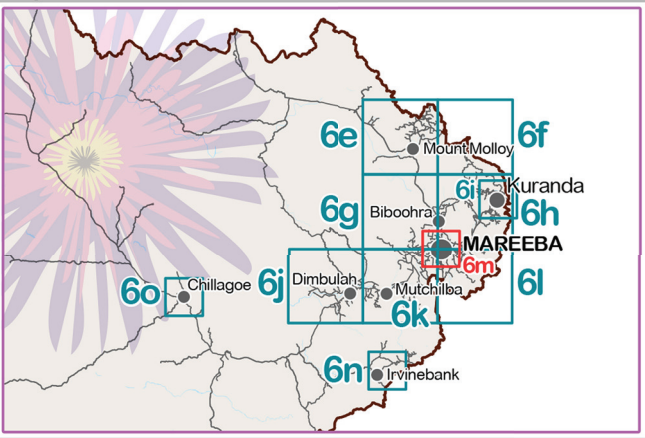 6e
6f
Mount Molloy
6i
Kuranda
6g
Biboohra
6h
MAREEBA
6m
6o
Chillagoe
6j
Dimbulah
Mutchilba
6l
6k
6n
Irvinebank